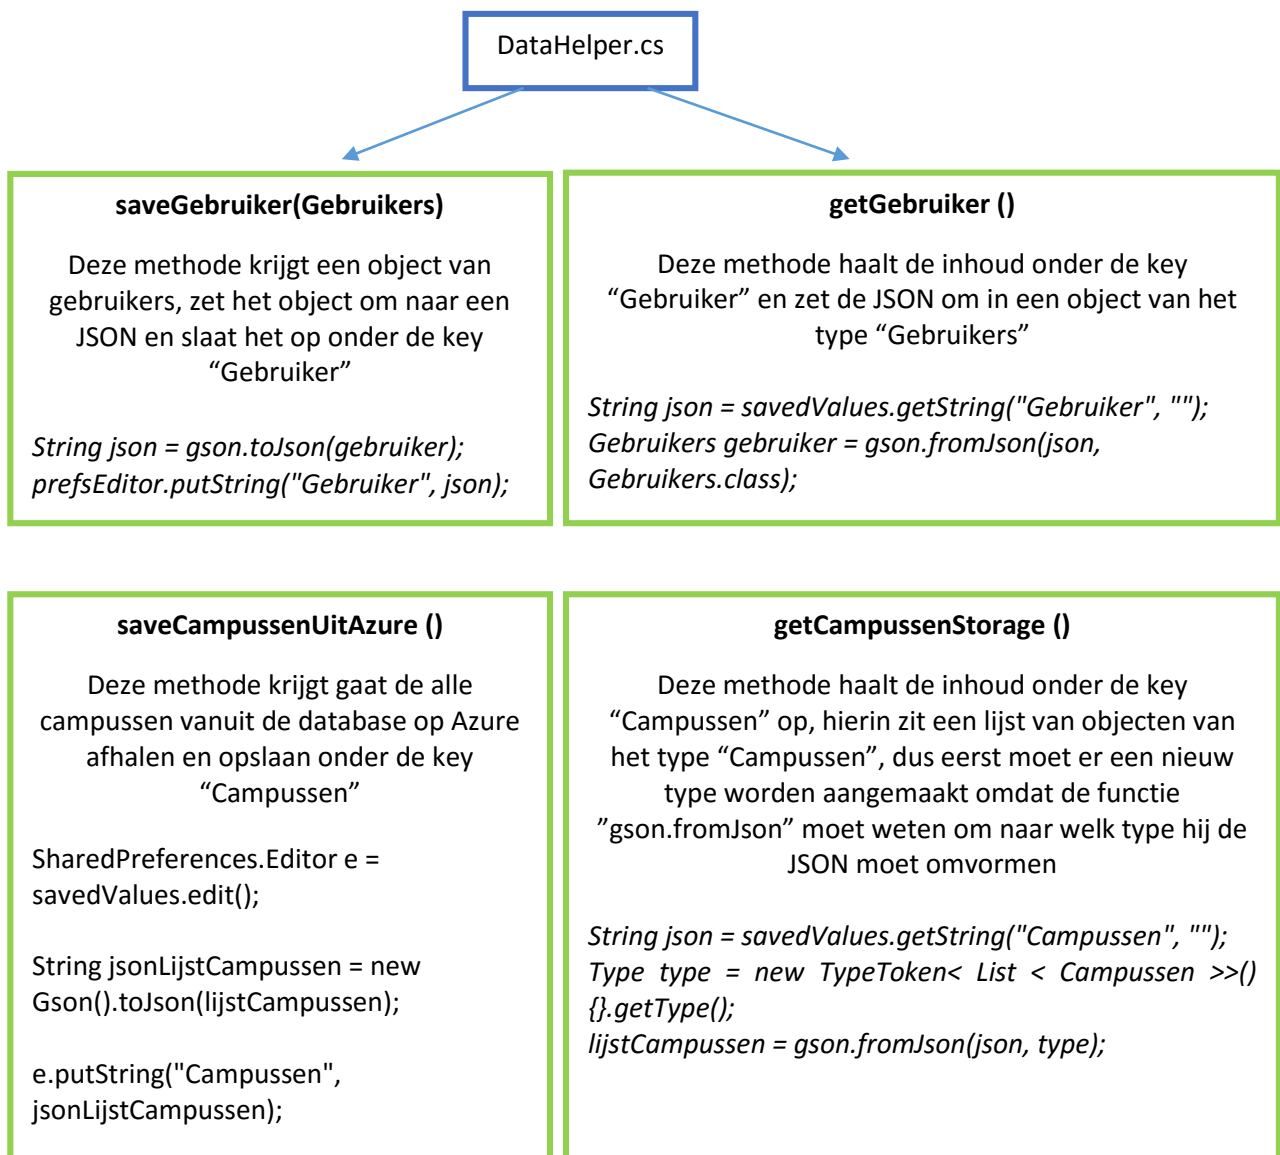 DataHelper.cs
saveGebruiker(Gebruikers)
Deze methode krijgt een object van
gebruikers, zet het object om naar een
JSON en slaat het op onder de key
“Gebruiker”
String json = gson.toJson(gebruiker);
prefsEditor.putString("Gebruiker", json);
getGebruiker ()
Deze methode haalt de inhoud onder de key
“Gebruiker” en zet de JSON om in een object van het
type “Gebruikers”
String json = savedValues.getString("Gebruiker", "");
Gebruikers gebruiker = gson.fromJson(json,
Gebruikers.class);
saveCampussenUitAzure ()
Deze methode krijgt gaat de alle
campussen vanuit de database op Azure
afhalen en opslaan onder de key
“Campussen”
SharedPreferences.Editor e =
savedValues.edit();
String jsonLijstCampussen = new
Gson().toJson(lijstCampussen);
e.putString("Campussen",
jsonLijstCampussen);
getCampussenStorage ()
Deze methode haalt de inhoud onder de key
“Campussen” op, hierin zit een lijst van objecten van
het type “Campussen”, dus eerst moet er een nieuw
type worden aangemaakt omdat de functie
”gson.fromJson” moet weten om naar welk type hij de
JSON moet omvormen
String json = savedValues.getString("Campussen", "");
Type type = new TypeToken< List < Campussen >>()
{}.getType();
lijstCampussen = gson.fromJson(json, type);